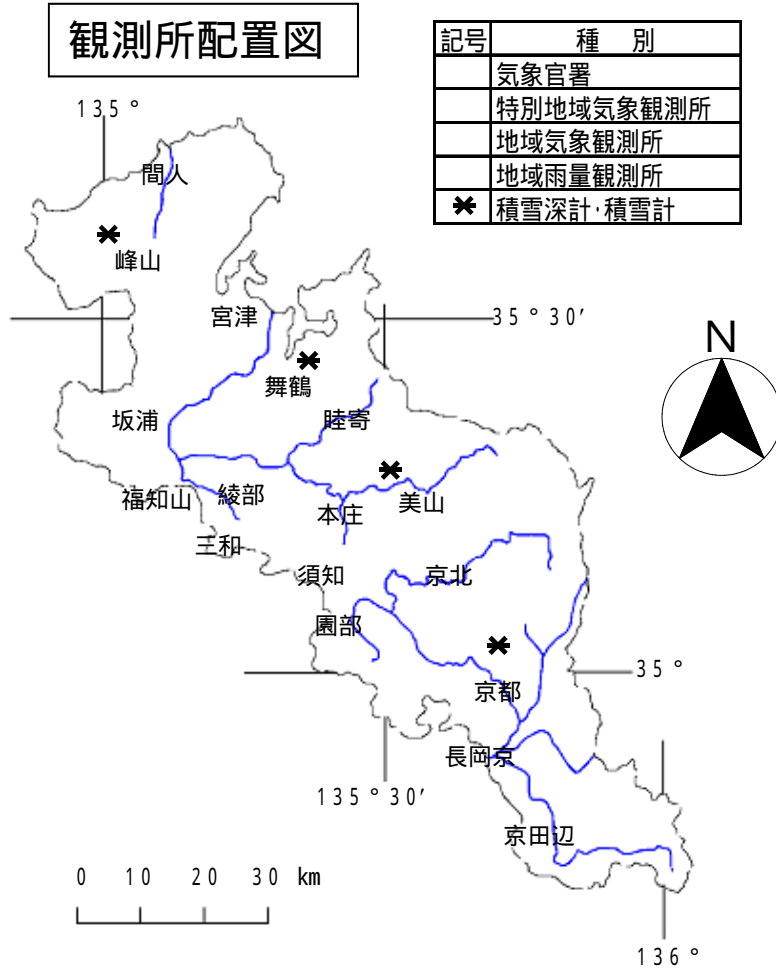 観測所配置図
記号 種 別
気象官署
特別地域気象観測所
地域気象観測所
地域雨量観測所
積雪深計・積雪計
135°
間人
峰山
宮津
35°30′
N
舞鶴
坂浦
睦寄
福知山
綾部
本庄
美山
三和
須知
京北
園部
35°
京都
長岡京
135°30′
京田辺
0 10 20 30 km
136°